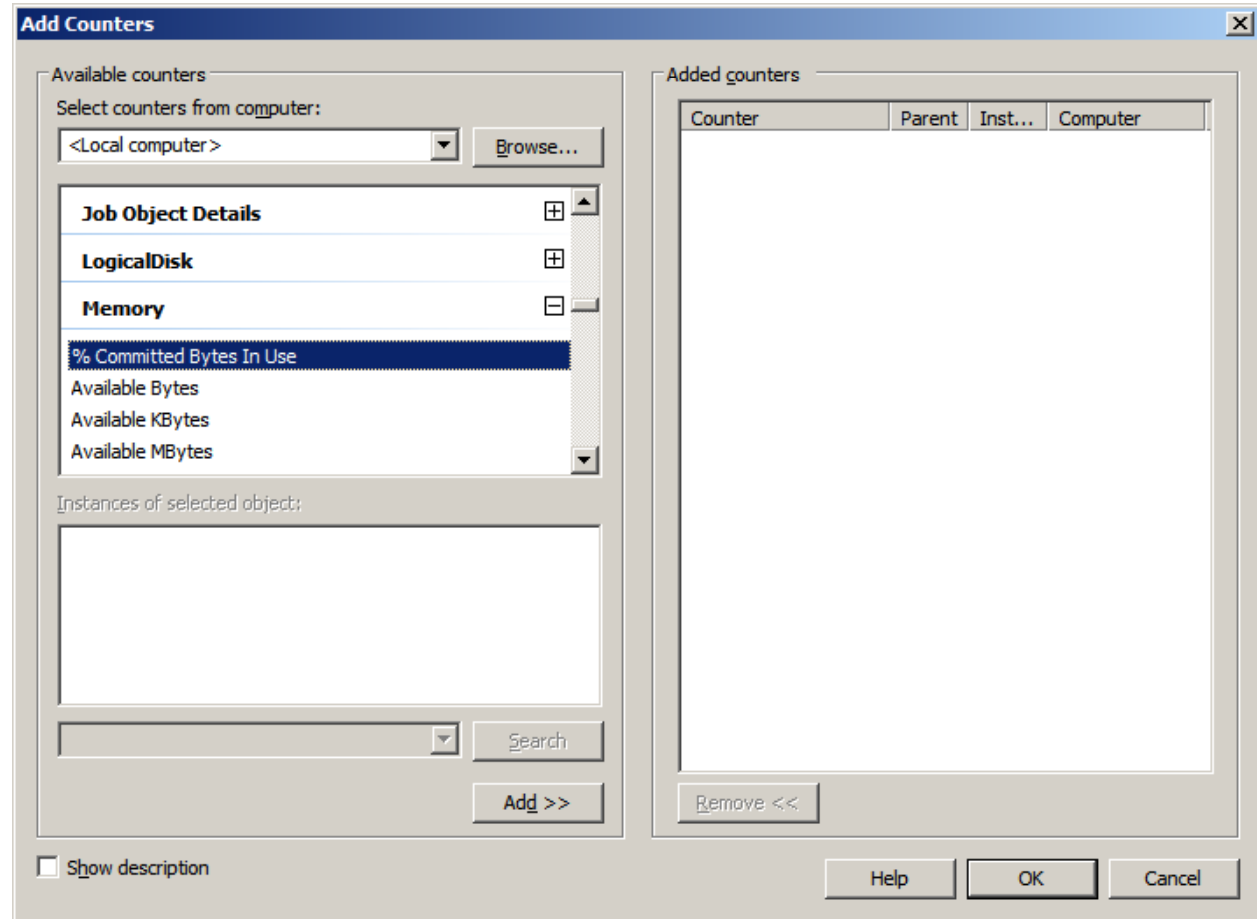 Add Counters
Available counters
Select counters from computer:
<Local computer>
Browse...
Job Object Details
LogicalDisk
Memory
% Committed Bytes In Use
Available Bytes
Available KBytes
Available MBytes
Instances of selected object:
Search
Add >>
Show description
Added counters
Counter Parent Inst... Computer
Remove <<
Help OK Cancel